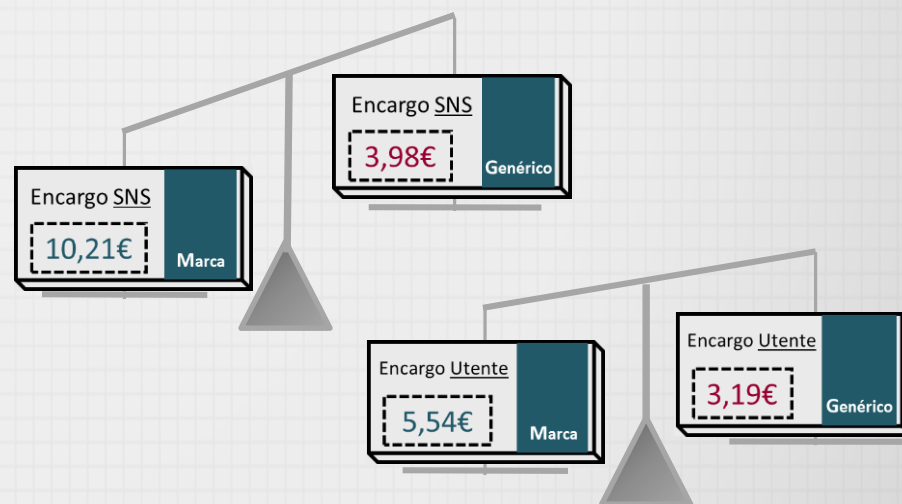 Encargo SNS
3,98€
Genérico
Encargo SNS
10,21€
Marca
Encargo Utente
3,19€
Genérico
Encargo Utente
5,54€
Marca